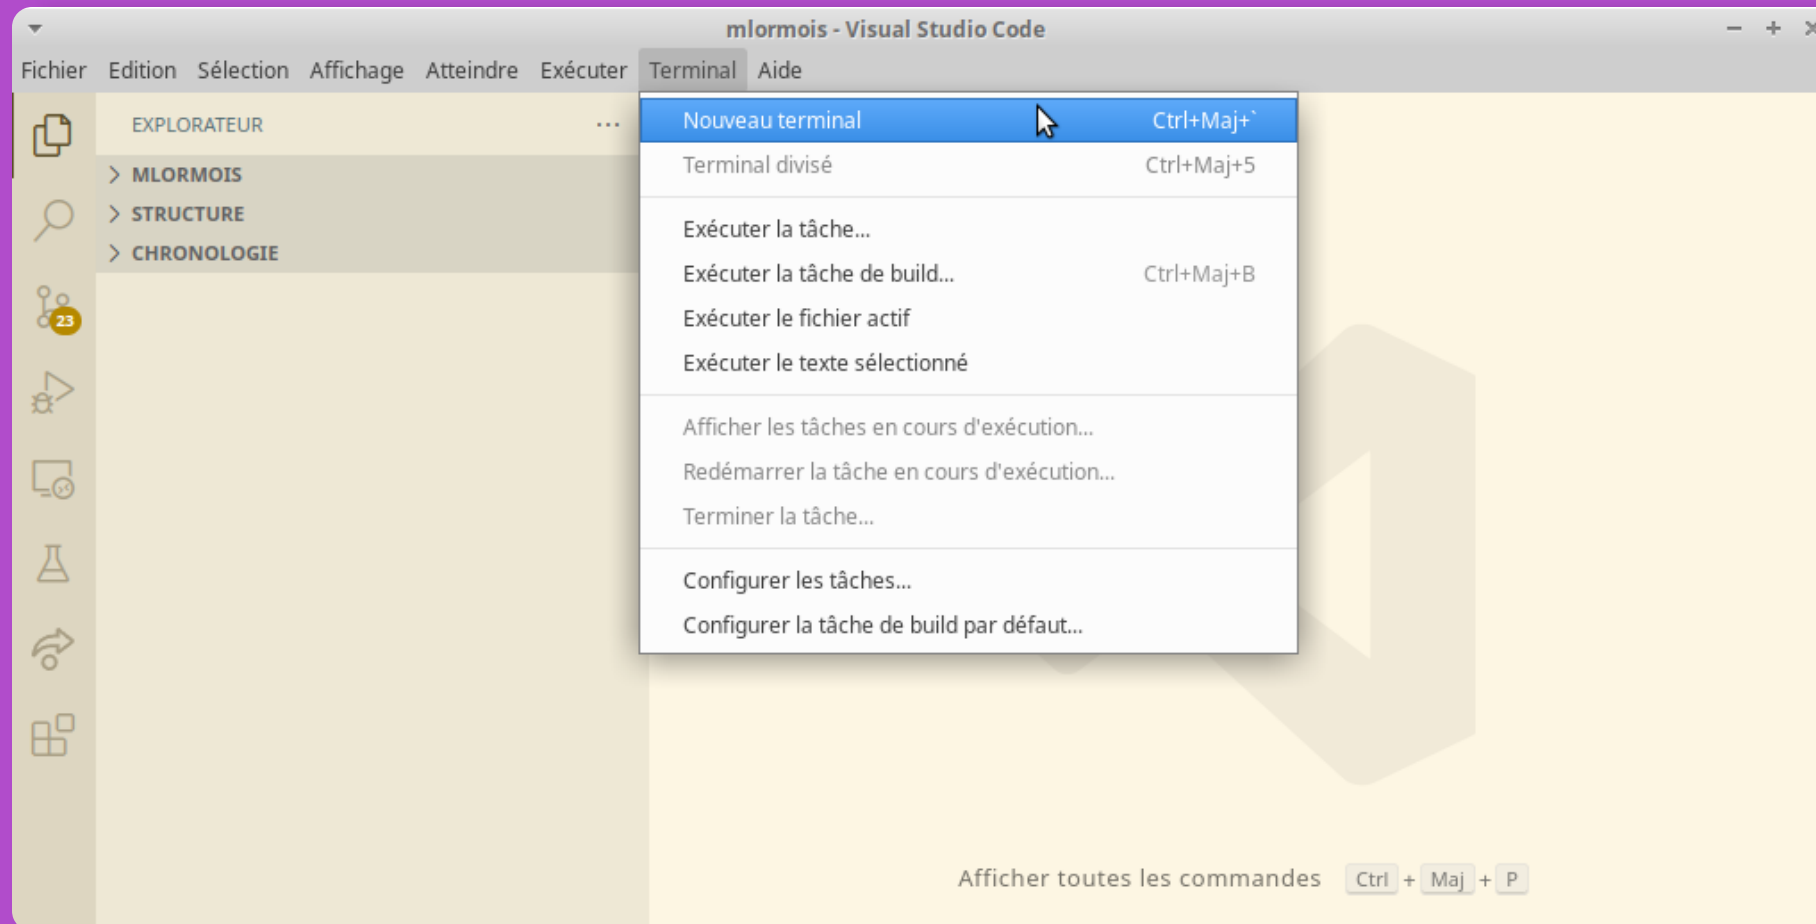 mlormois - Visual Studio Code
Fichier Edition Sélection Affichage Atteindre Exécuter Terminal Aide
EXPLORATEUR ...
MLORMOIS
STRUCTURE
CHRONOLOGIE
23
Nouveau terminal Ctrl+Maj+`
Terminal divisé Ctrl+Maj+5
Exécuter la tâche...
Exécuter la tâche de build... Ctrl+Maj+B
Exécuter le fichier actif
Exécuter le texte sélectionné
Afficher les tâches en cours d'exécution...
Redémarrer la tâche en cours d'exécution...
Terminer la tâche...
Configurer les tâches...
Configurer la tâche de build par défaut...
Afficher toutes les commandes Ctrl + Maj + P